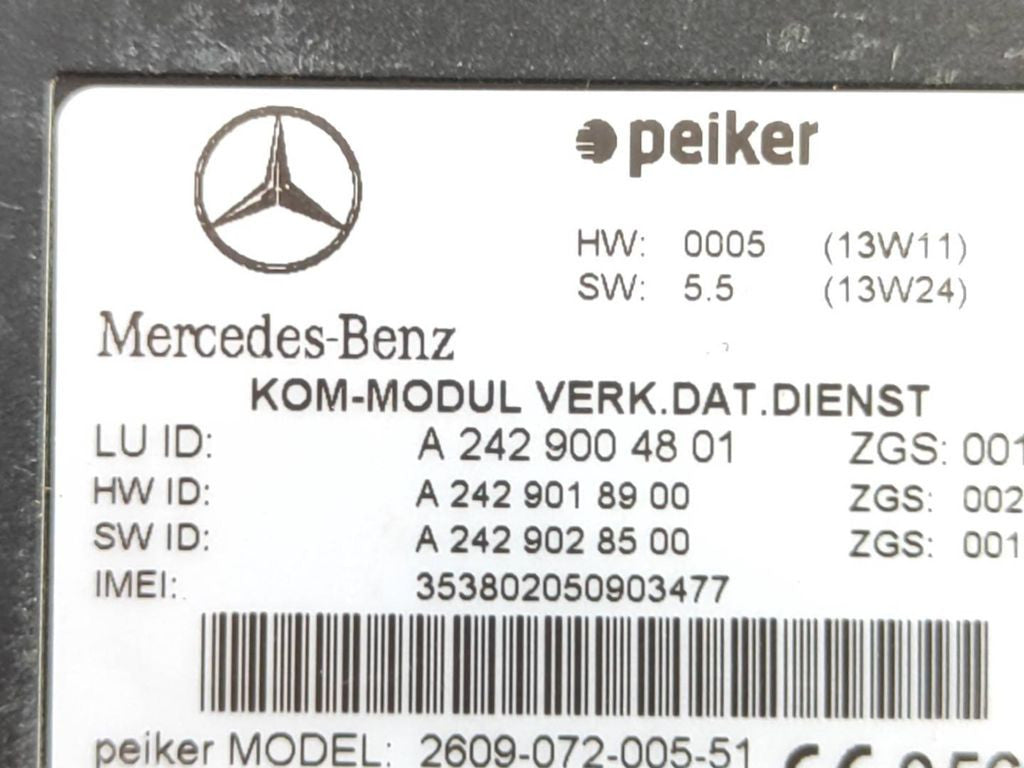 peiker
HW: 0005 (13W11)
SW: 5.5 (13W24)
Mercedes-Benz
KOM-MODUL VERK.DAT.DIENST
LU ID: A 242 900 48 01 ZGS: 001
HW ID: A 242 901 89 00 ZGS: 002
SW ID: A 242 902 85 00 ZGS: 001
IMEI: 353802050903477
peiker MODEL: 2609-072-005-51